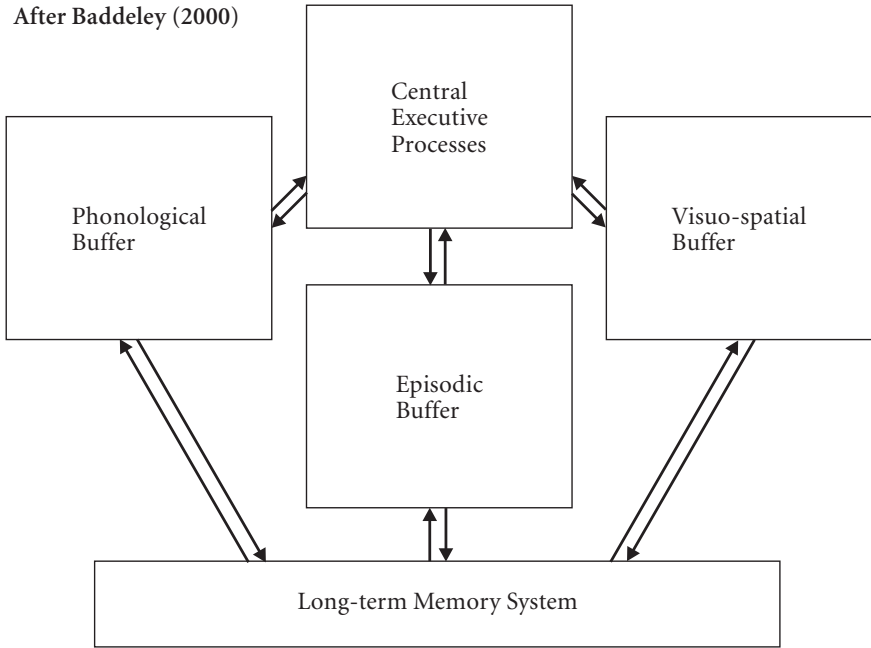 After Baddeley (2000)
Central
Executive
Processes
Phonological
Buffer
Visuo-spatial
Buffer
Episodic
Buffer
Long-term Memory System